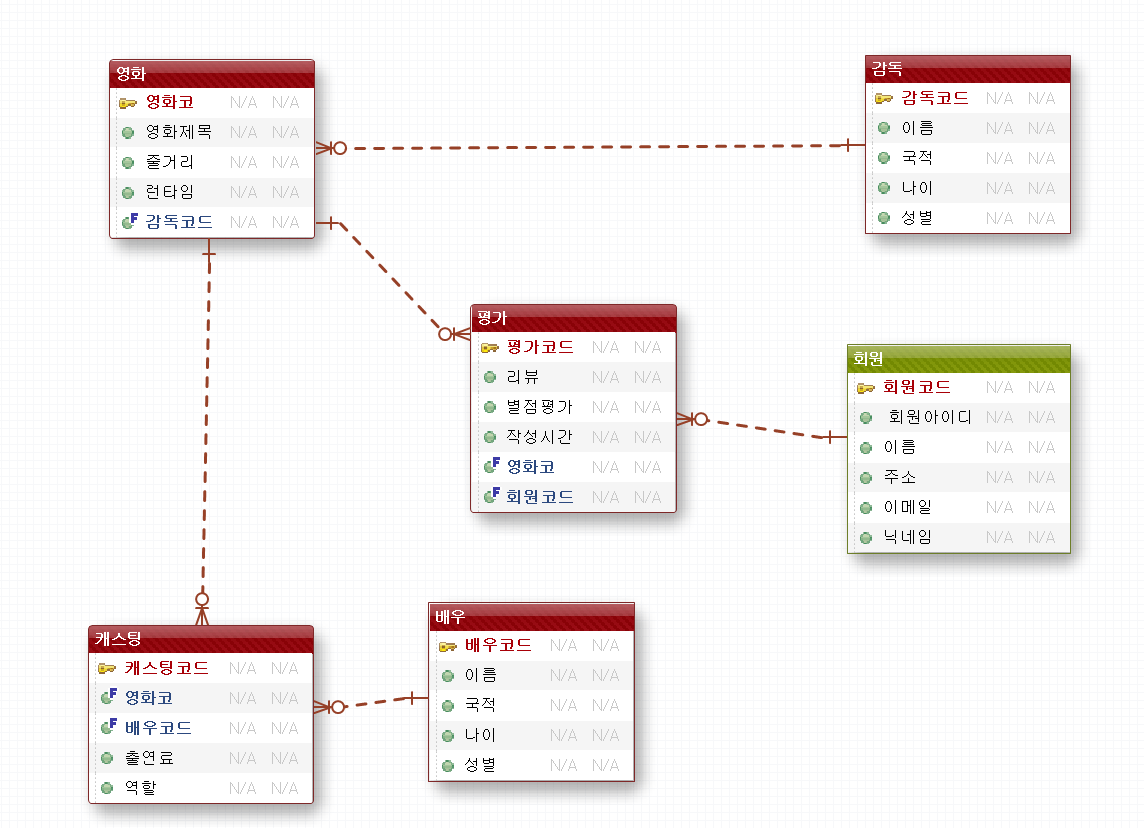 영화
영화코 N/A N/A
영화제목 N/A N/A
줄거리 N/A N/A
런타임 N/A N/A
F 감독코드 N/A N/A
감독
감독코드 N/A N/A
이름 N/A N/A
국적 N/A N/A
나이 N/A N/A
성별 N/A N/A
평가
평가코드 N/A N/A
리뷰 N/A N/A
별점평가 N/A N/A
작성시간 N/A N/A
F 영화코 N/A N/A
F 회원코드 N/A N/A
회원
회원코드 N/A N/A
회원아이디 N/A N/A
이름 N/A N/A
주소 N/A N/A
이메일 N/A N/A
닉네임 N/A N/A
캐스팅
캐스팅코드 N/A N/A
F 영화코 N/A N/A
F 배우코드 N/A N/A
출연료 N/A N/A
역할 N/A N/A
배우
배우코드 N/A N/A
이름 N/A N/A
국적 N/A N/A
나이 N/A N/A
성별 N/A N/A